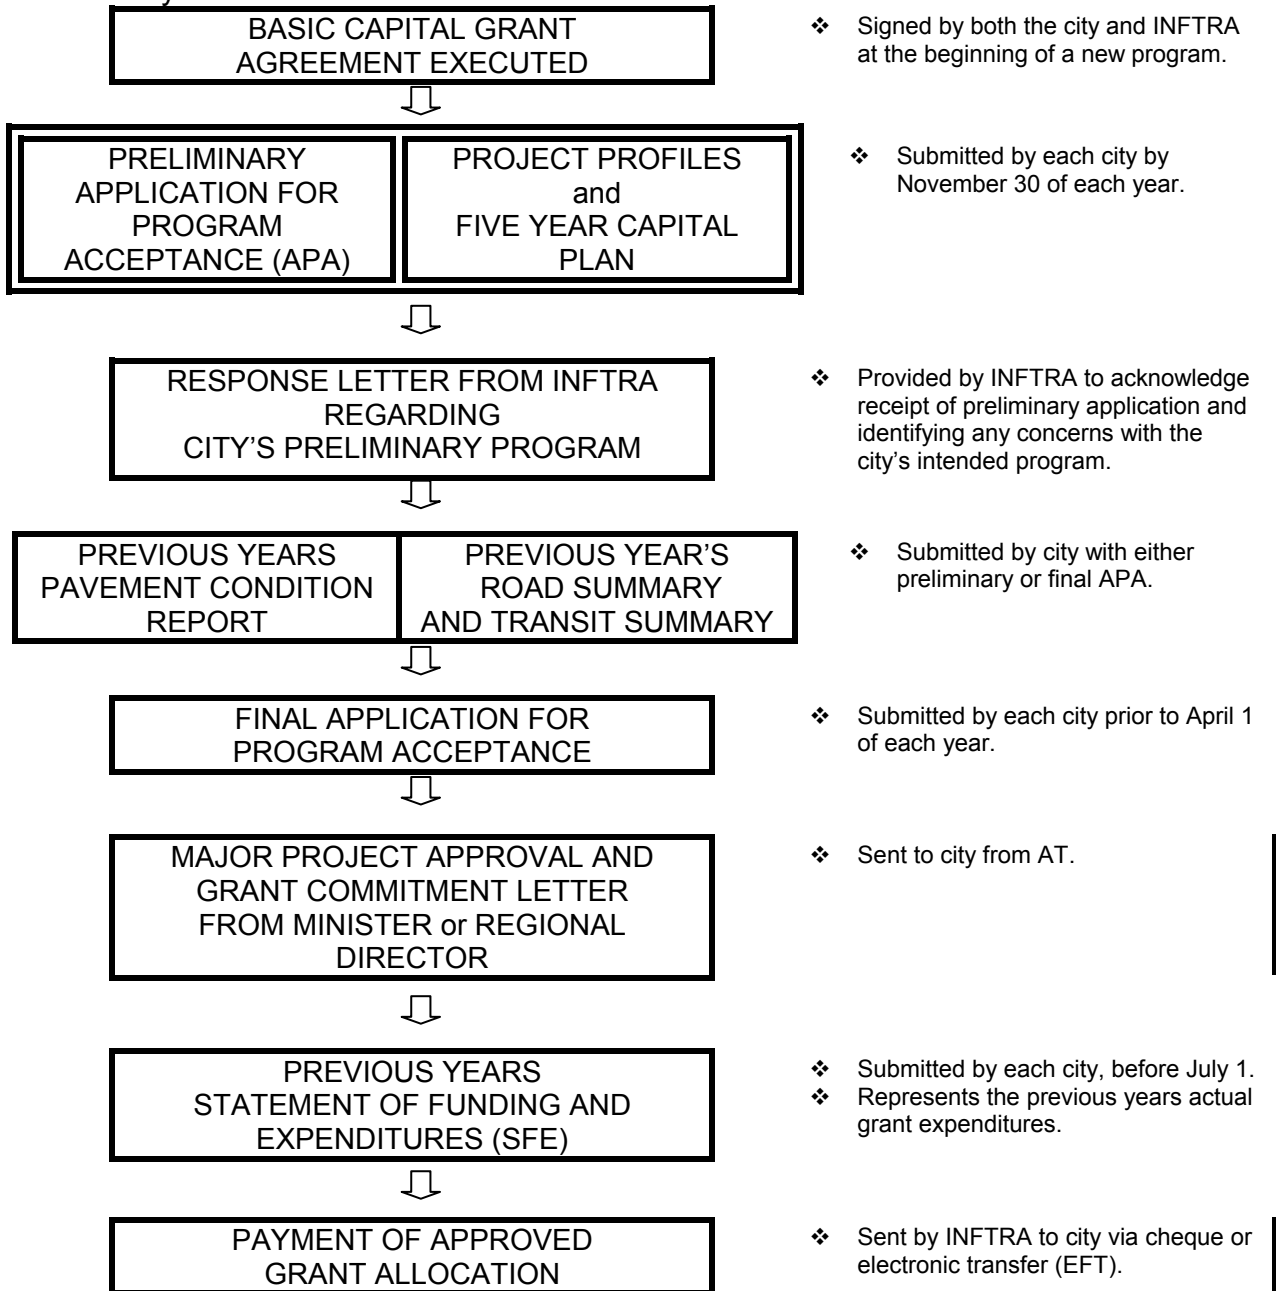 BASIC CAPITAL GRANT
AGREEMENT EXECUTED
❖ Signed by both the city and INFTRA
at the beginning of a new program.
PRELIMINARY
APPLICATION FOR
PROGRAM
ACCEPTANCE (APA)
PROJECT PROFILES
and
FIVE YEAR CAPITAL
PLAN
❖ Submitted by each city by
November 30 of each year.
RESPONSE LETTER FROM INFTRA
REGARDING
CITY’S PRELIMINARY PROGRAM
❖ Provided by INFTRA to acknowledge
receipt of preliminary application and
identifying any concerns with the
city’s intended program.
PREVIOUS YEARS
PAVEMENT CONDITION
REPORT
PREVIOUS YEAR’S
ROAD SUMMARY
AND TRANSIT SUMMARY
❖ Submitted by city with either
preliminary or final APA.
FINAL APPLICATION FOR
PROGRAM ACCEPTANCE
❖ Submitted by each city prior to April 1
of each year.
MAJOR PROJECT APPROVAL AND
GRANT COMMITMENT LETTER
FROM MINISTER or REGIONAL
DIRECTOR
❖ Sent to city from AT.
PREVIOUS YEARS
STATEMENT OF FUNDING AND
EXPENDITURES (SFE)
❖ Submitted by each city, before July 1.
❖ Represents the previous years actual
grant expenditures.
PAYMENT OF APPROVED
GRANT ALLOCATION
❖ Sent by INFTRA to city via cheque or
electronic transfer (EFT).